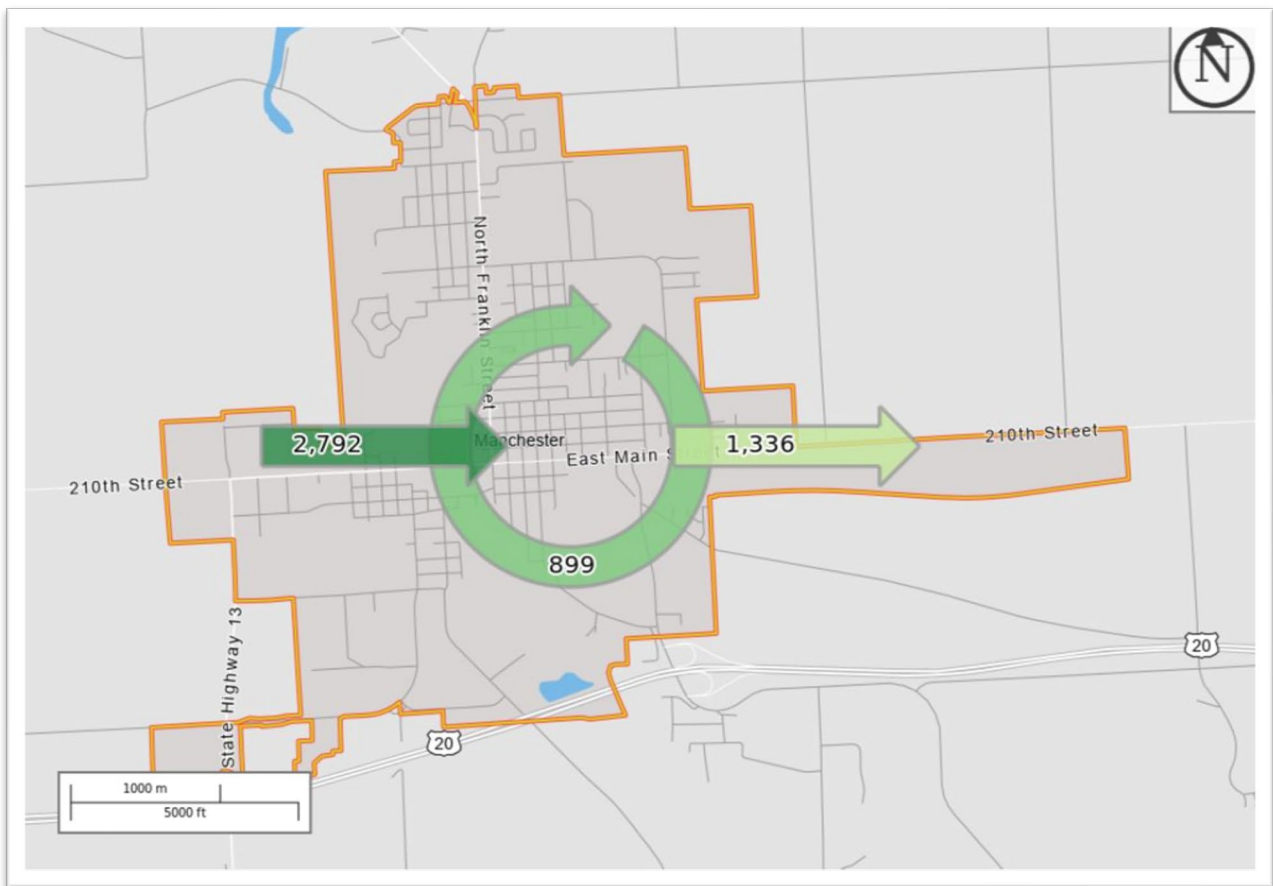 N
North Franklin Street
2,792
Manchester
East Main Street
1,336
210th Street
210th Street
899
State Highway 13
20
20
1000 m
5000 ft